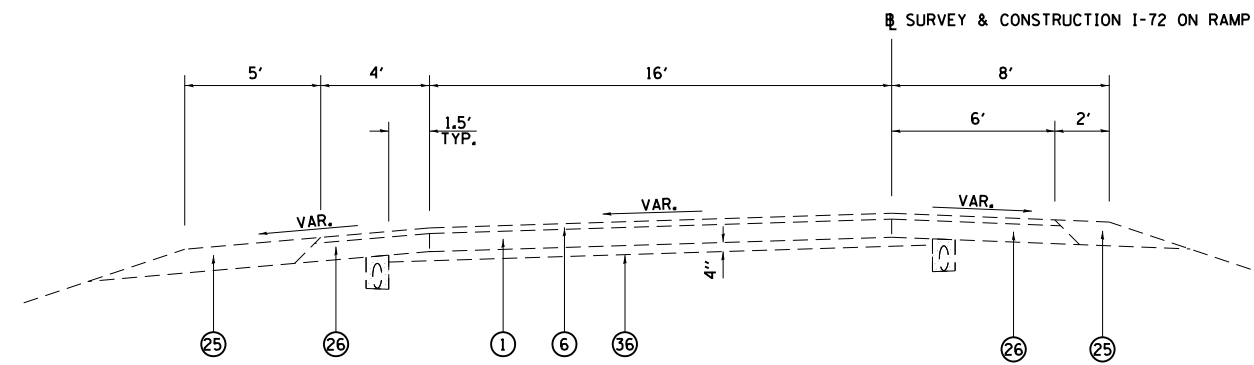 ℄ SURVEY & CONSTRUCTION I-72 ON RAMP
5' 4' 16' 8'
6' 2'
1.5'
TYP.
VAR. VAR. VAR.
4"
25 26 1 6 36 26 25